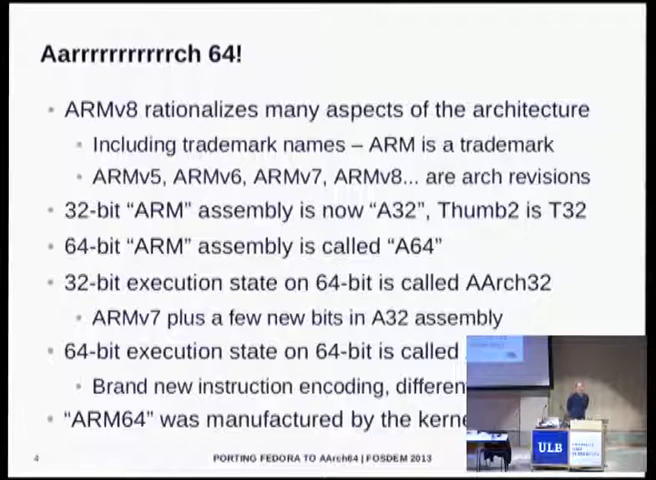 Aarrrrrrrrrrrch 64!
ARMv8 rationalizes many aspects of the architecture
Including trademark names – ARM is a trademark
ARMv5, ARMv6, ARMv7, ARMv8... are arch revisions
32-bit “ARM” assembly is now “A32”, Thumb2 is T32
64-bit “ARM” assembly is called “A64”
32-bit execution state on 64-bit is called AArch32
ARMv7 plus a few new bits in A32 assembly
64-bit execution state on 64-bit is called
Brand new instruction encoding, differen
“ARM64” was manufactured by the kerne
4
PORTING FEDORA TO AArch64 | FOSDEM 2013
ULB